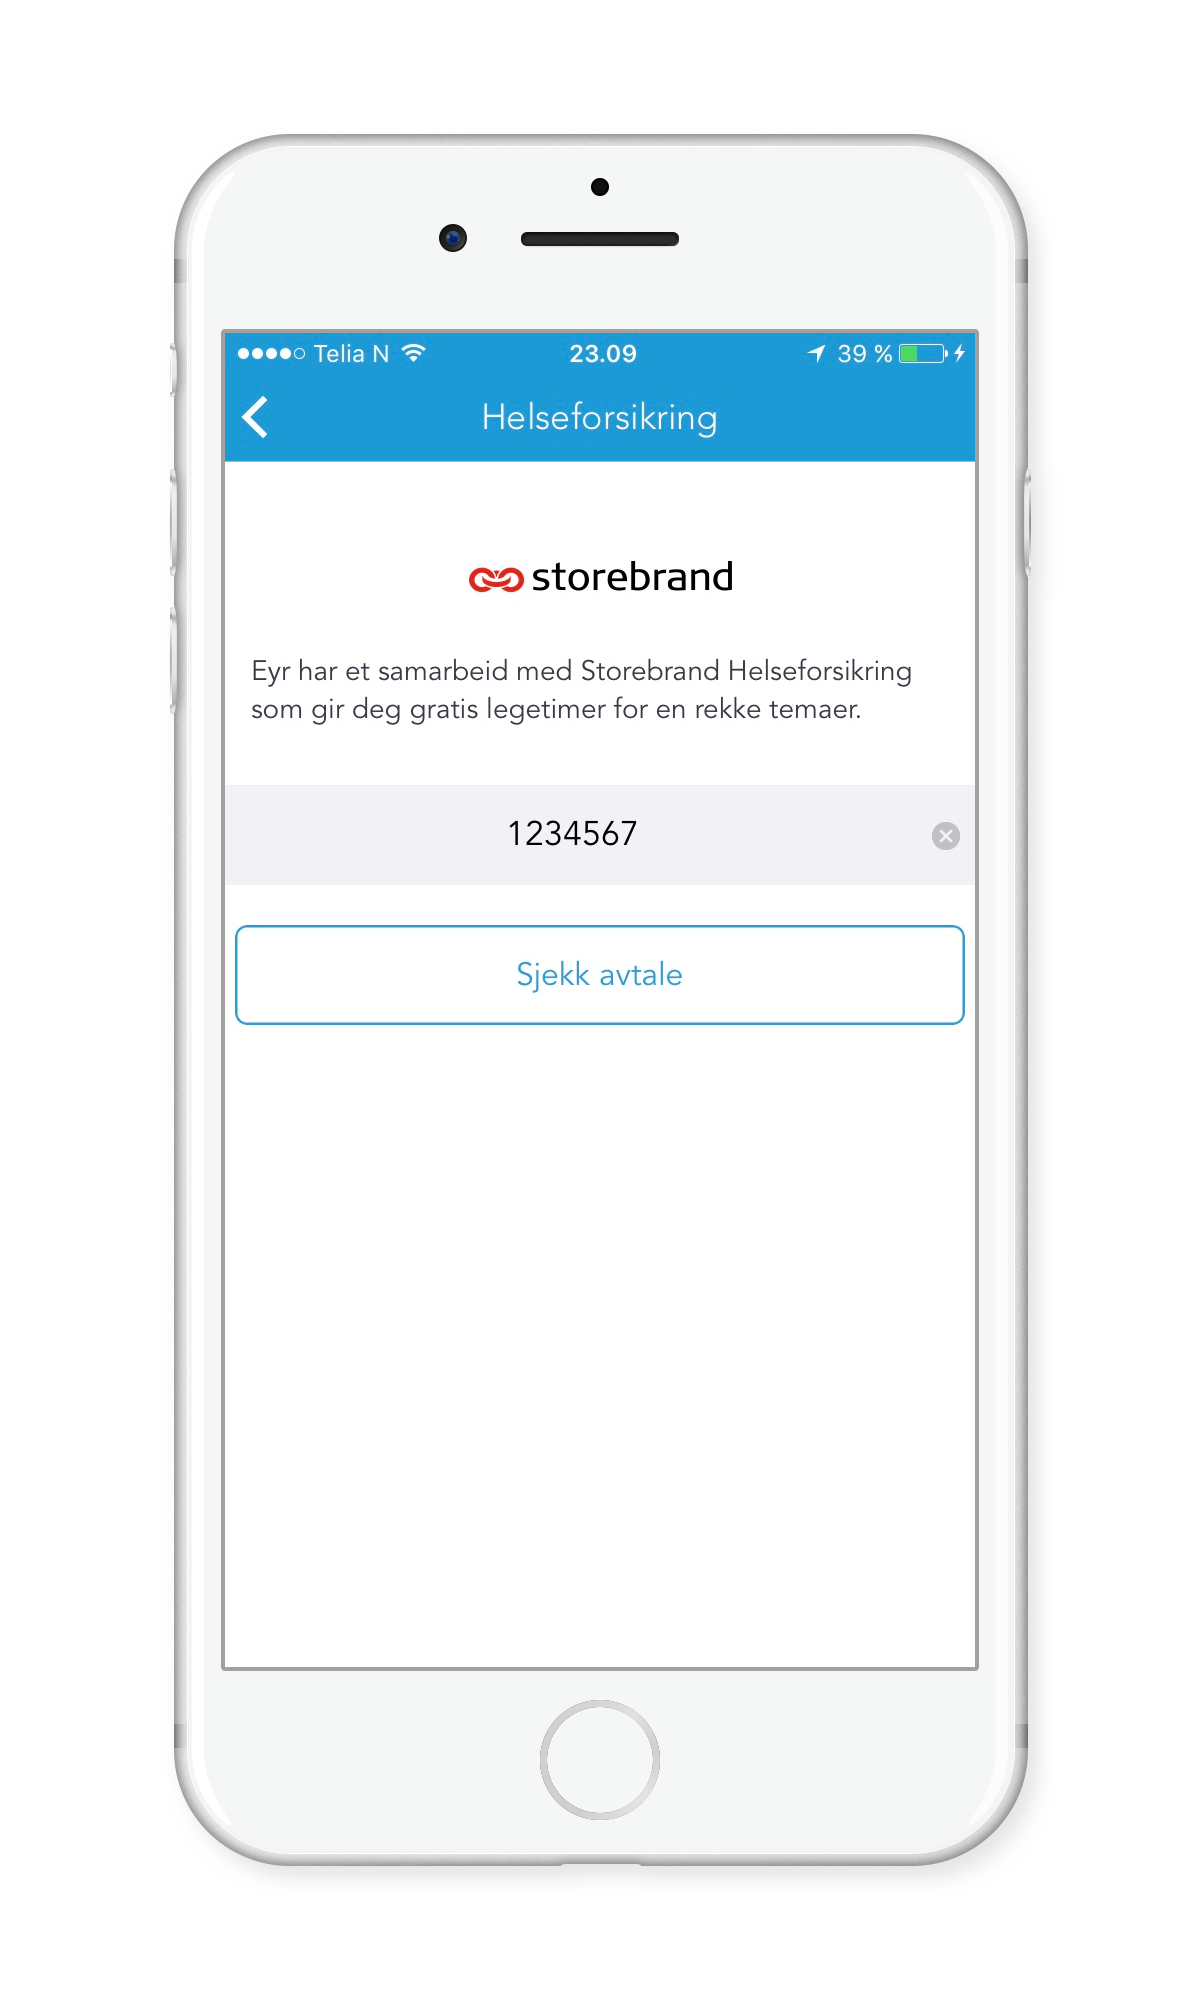 Telia N 23.09 39 %
Helseforsikring
storebrand
Eyr har et samarbeid med Storebrand Helseforsikring
som gir deg gratis legetimer for en rekke temaer.
1234567
Sjekk avtale